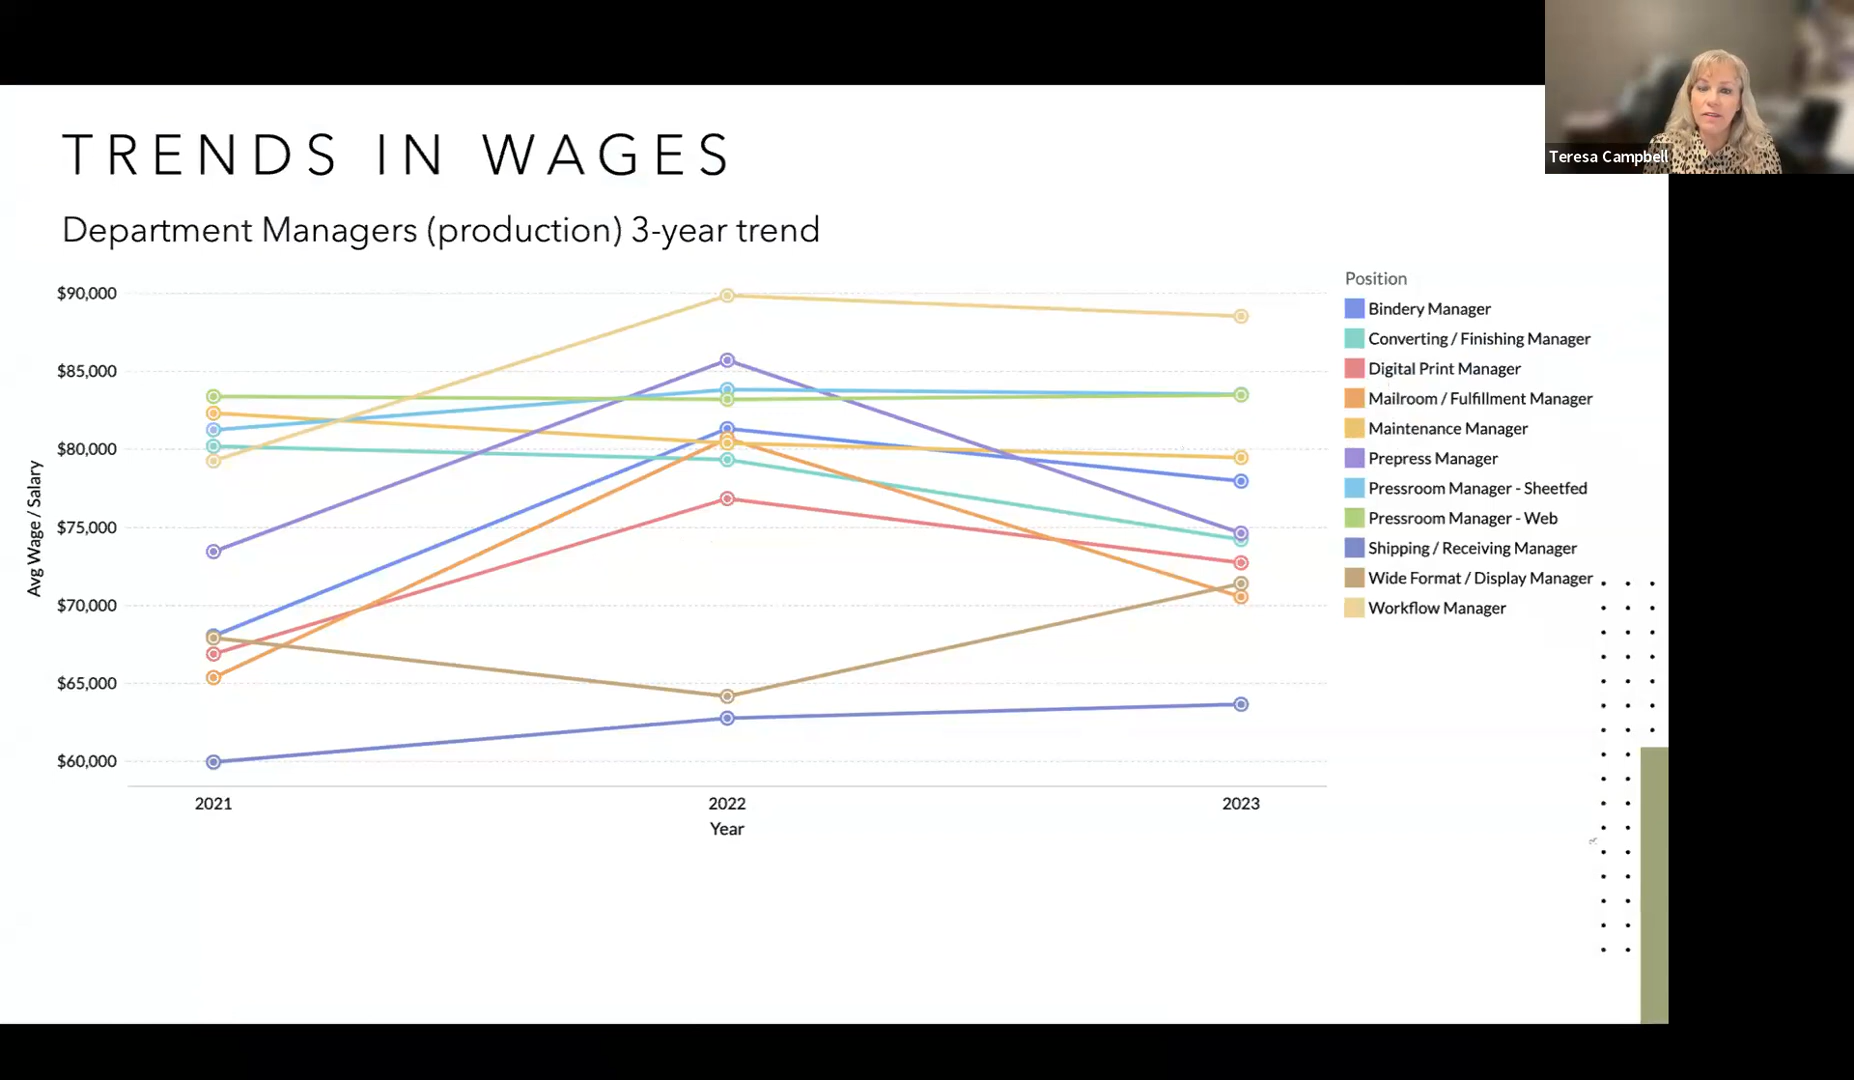 Teresa Campbell
TRENDS IN WAGES
Department Managers (production) 3-year trend
Avg Wage / Salary
$90,000
$85,000
$80,000
$75,000
$70,000
$65,000
$60,000
2021
2022
2023
Year
Position
Bindery Manager
Converting / Finishing Manager
Digital Print Manager
Mailroom / Fulfillment Manager
Maintenance Manager
Prepress Manager
Pressroom Manager - Sheetfed
Pressroom Manager - Web
Shipping / Receiving Manager
Wide Format / Display Manager
Workflow Manager